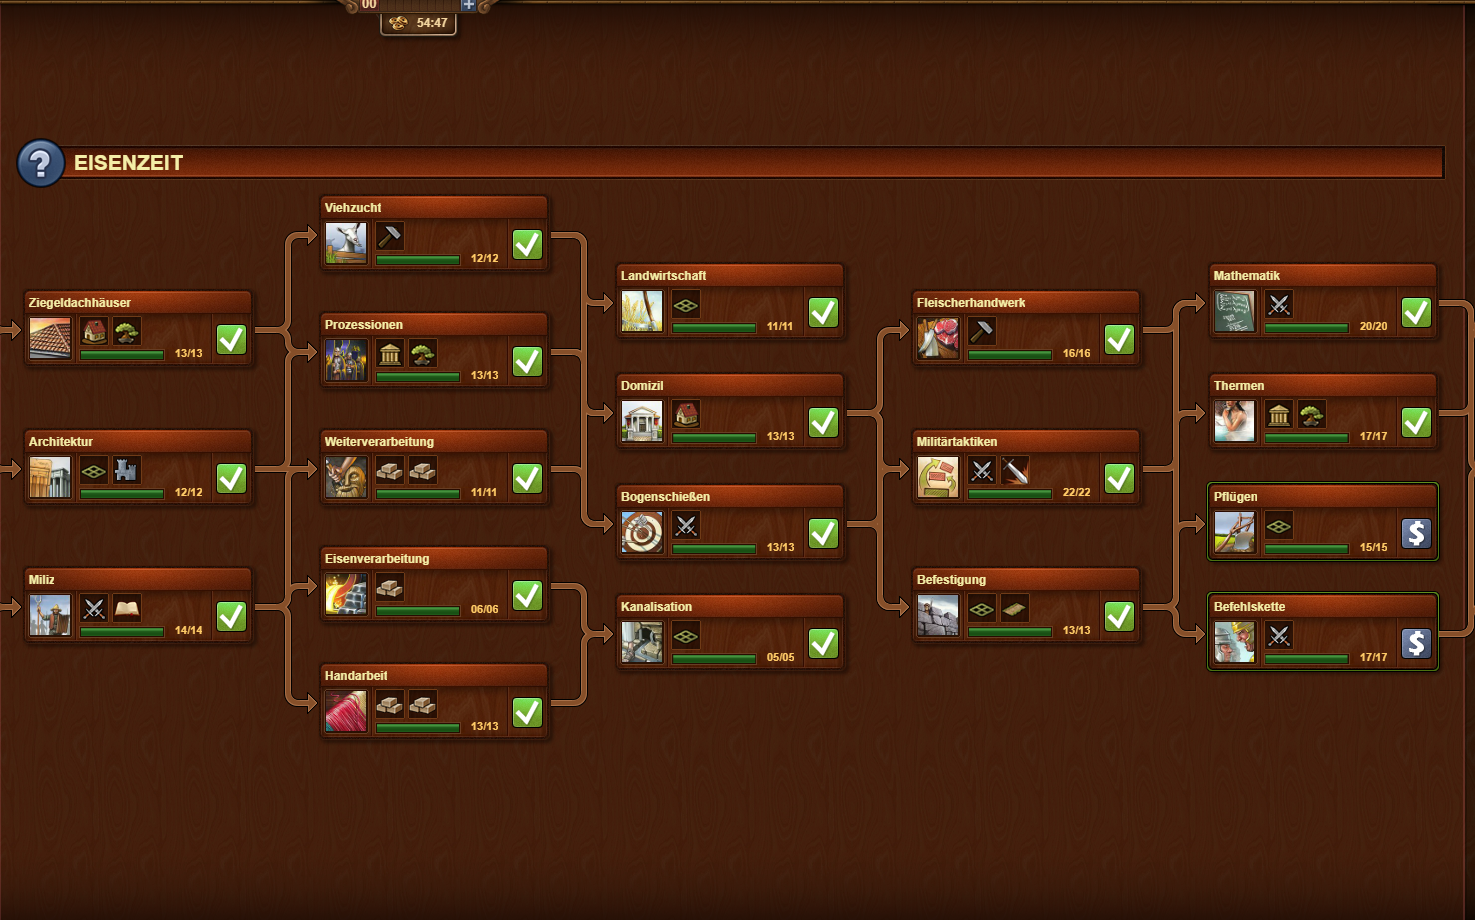 00
54:47
EISENZEIT
Ziegeldachhäuser
13/13
Architektur
12/12
Miliz
14/14
Viehzucht
12/12
Prozessionen
13/13
Weiterverarbeitung
11/11
Eisenverarbeitung
06/06
Handarbeit
13/13
Landwirtschaft
11/11
Domizil
13/13
Bogenschießen
13/13
Kanalisation
05/05
Fleischerhandwerk
16/16
Militärtaktiken
22/22
Befestigung
13/13
Mathematik
20/20
Thermen
17/17
Pflügen
15/15
Befehlskette
17/17